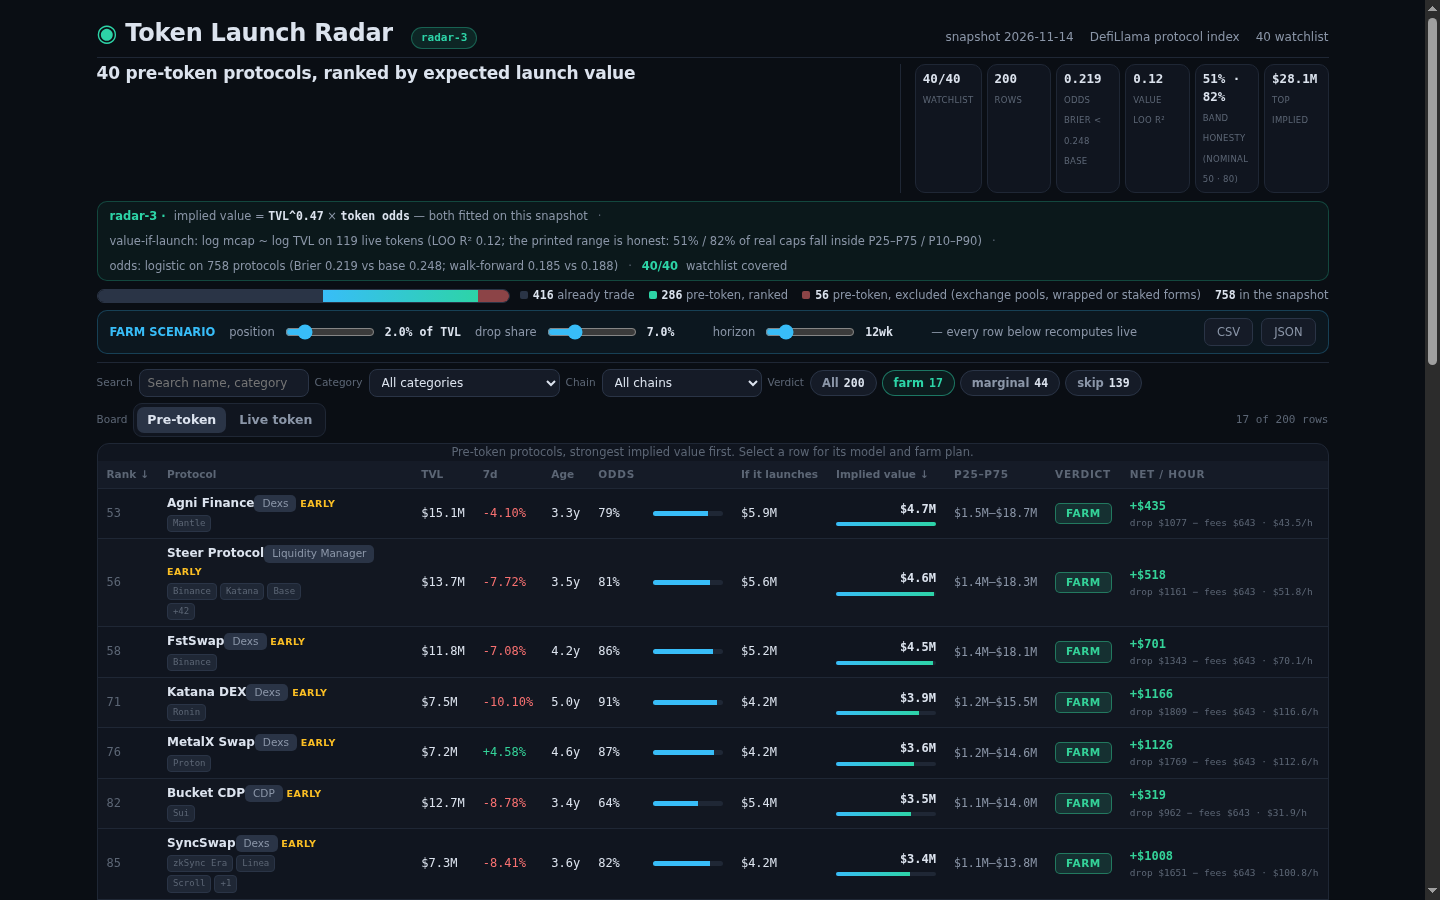 ◉ Token Launch Radar radar-3
snapshot 2026-11-14 DefiLlama protocol index 40 watchlist
40 pre-token protocols, ranked by expected launch value
40/40 WATCHLIST
200 ROWS
0.219 ODDS BRIER < 0.248 BASE
0.12 VALUE LOO R²
51% · 82% BAND HONESTY (NOMINAL 50 · 80)
$28.1M TOP IMPLIED
radar-3 · implied value = TVL^0.47 × token odds — both fitted on this snapshot ·
value-if-launch: log mcap ~ log TVL on 119 live tokens (LOO R² 0.12; the printed range is honest: 51% / 82% of real caps fall inside P25–P75 / P10–P90) ·
odds: logistic on 758 protocols (Brier 0.219 vs base 0.248; walk-forward 0.185 vs 0.188) · 40/40 watchlist covered
416 already trade 286 pre-token, ranked 56 pre-token, excluded (exchange pools, wrapped or staked forms) 758 in the snapshot
FARM SCENARIO position 2.0% of TVL drop share 7.0% horizon 12wk — every row below recomputes live CSV JSON
Search Search name, category Category All categories Chain All chains Verdict All 200 farm 17 marginal 44 skip 139
Board Pre-token Live token 17 of 200 rows
Pre-token protocols, strongest implied value first. Select a row for its model and farm plan.
Rank ↓ Protocol TVL 7d Age ODDS If it launches Implied value ↓ P25–P75 VERDICT NET / HOUR
53 Agni Finance Dexs EARLY Mantle $15.1M -4.10% 3.3y 79% $5.9M $4.7M $1.5M–$18.7M FARM +$435 drop $1077 − fees $643 · $43.5/h
56 Steer Protocol Liquidity Manager EARLY Binance Katana Base +42 $13.7M -7.72% 3.5y 81% $5.6M $4.6M $1.4M–$18.3M FARM +$518 drop $1161 − fees $643 · $51.8/h
58 FstSwap Dexs EARLY Binance $11.8M -7.08% 4.2y 86% $5.2M $4.5M $1.4M–$18.1M FARM +$701 drop $1343 − fees $643 · $70.1/h
71 Katana DEX Dexs EARLY Ronin $7.5M -10.10% 5.0y 91% $4.2M $3.9M $1.2M–$15.5M FARM +$1166 drop $1809 − fees $643 · $116.6/h
76 MetalX Swap Dexs EARLY Proton $7.2M +4.58% 4.6y 87% $4.2M $3.6M $1.2M–$14.6M FARM +$1126 drop $1769 − fees $643 · $112.6/h
82 Bucket CDP CDP EARLY Sui $12.7M -8.78% 3.4y 64% $5.4M $3.5M $1.1M–$14.0M FARM +$319 drop $962 − fees $643 · $31.9/h
85 SyncSwap Dexs EARLY zkSync Era Linea Scroll +1 $7.3M -8.41% 3.6y 82% $4.2M $3.4M $1.1M–$13.8M FARM +$1008 drop $1651 − fees $643 · $100.8/h